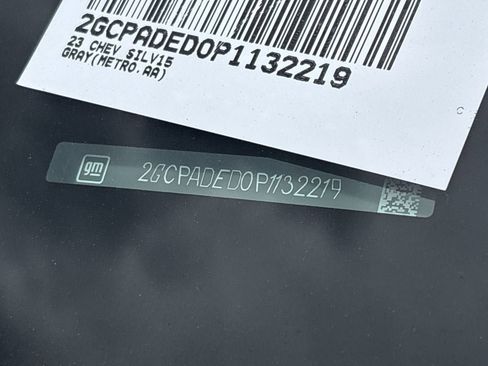 2GCPADED0P1132219
23 CHEV SILV15
GRAY(METRO.AA)
gm
2GCPADED0P1132219